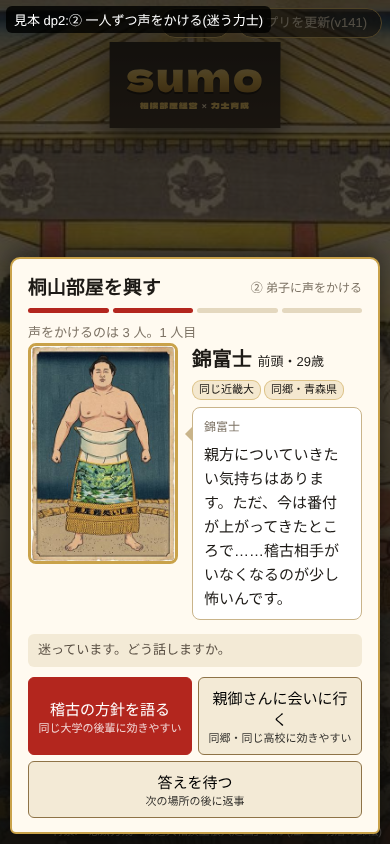 見本 dp2:② 一人ずつ声をかける(迷う力士)
プリを更新(v141)
sumo
相撲部屋経営 × 力士育成
桐山部屋を興す
② 弟子に声をかける
声をかけるのは 3 人。1 人目
錦富士 前頭・29歳
同じ近畿大 同郷・青森県
錦富士
親方についていきた
い気持ちはありま
す。ただ、今は番付
が上がってきたとこ
ろで……稽古相手が
いなくなるのが少し
怖いんです。
迷っています。どう話しますか。
稽古の方針を語る
同じ大学の後輩に効きやすい
親御さんに会いに行
く
同郷・同じ高校に効きやすい
答えを待つ
次の場所の後に返事